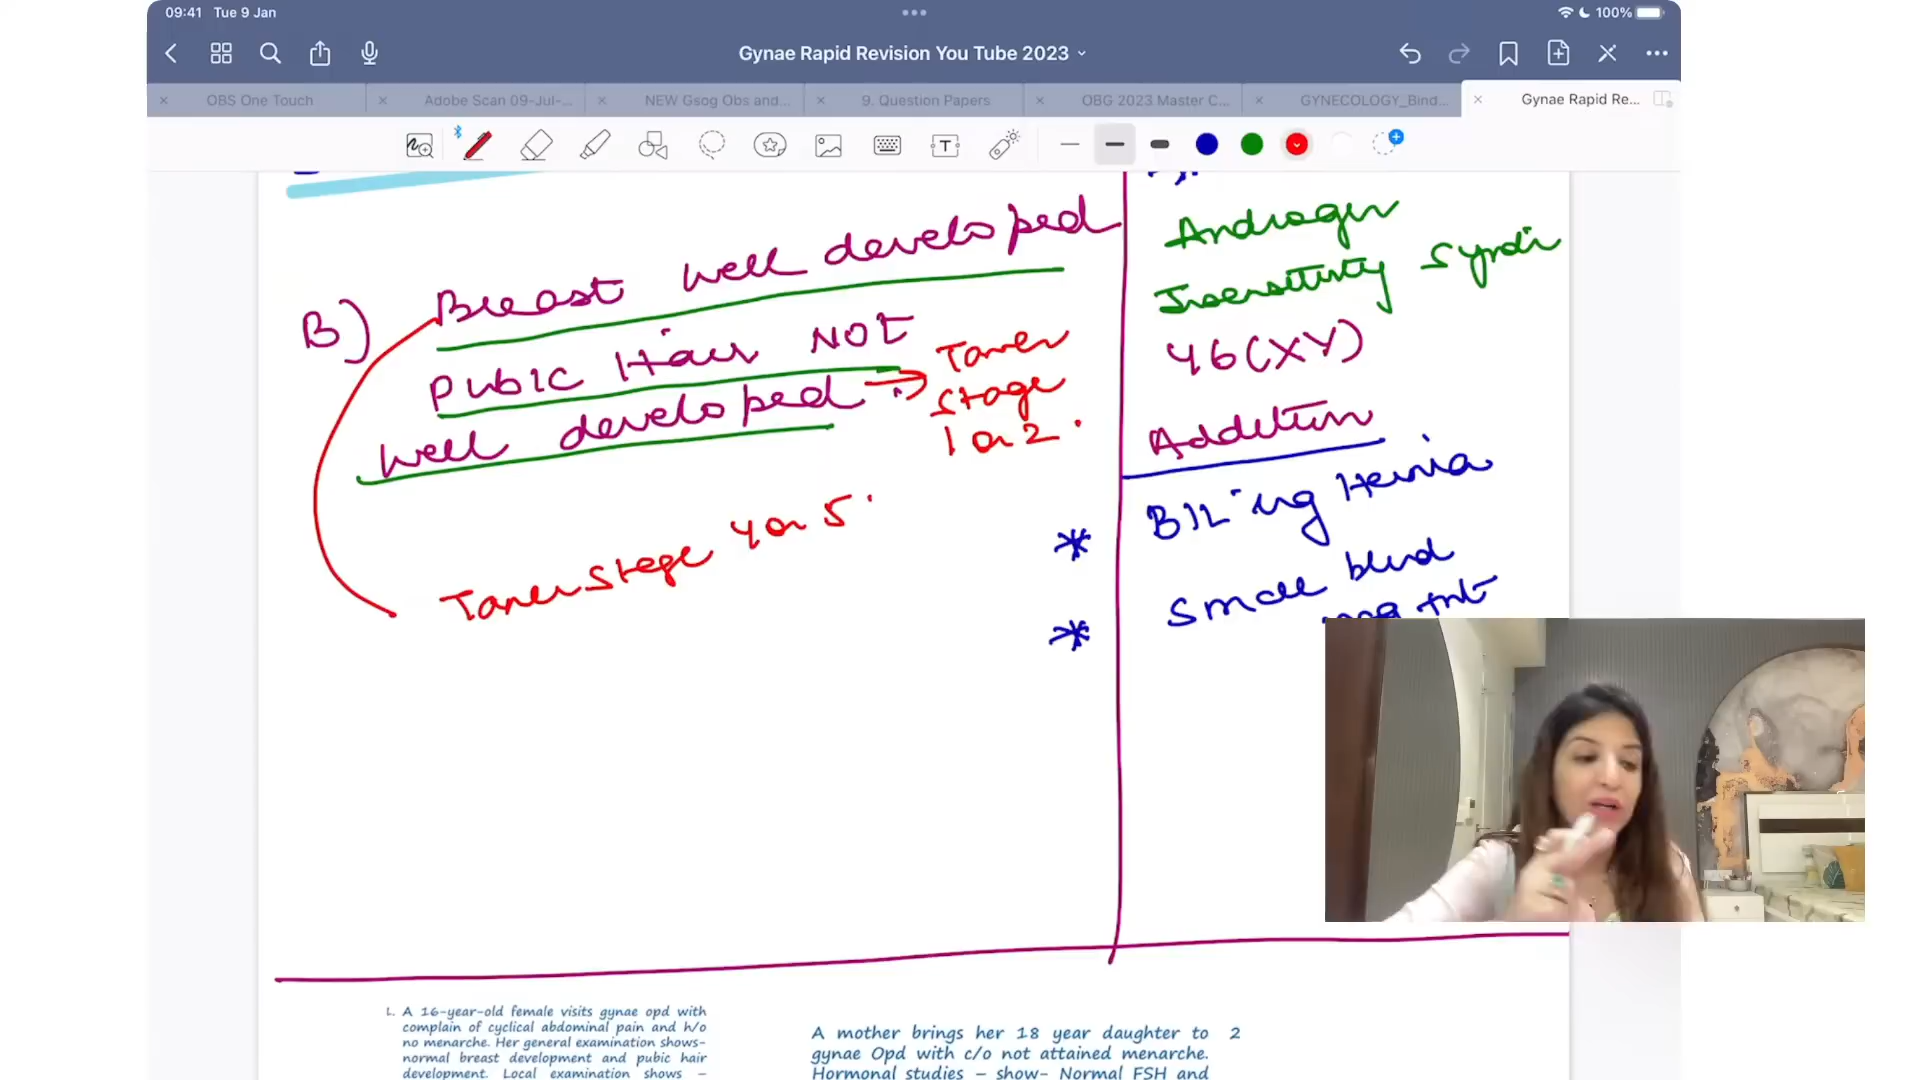 09:41 Tue 9 Jan
100%
Gynae Rapid Revision You Tube 2023
OBS One Touch
Adobe Scan 09-Jul-...
NEW Gsog Obs and...
9. Question Papers
OBG 2023 Master C...
GYNECOLOGY_Bind...
Gynae Rapid Re...
B) Breast well developed
Pubic Hair NOT
well developed
Taner
Stage
1 or 2.
Taner Stage 4 or 5.
Androgen
Insensitivity Syndr
46(XY)
Addition
* B/L ing Hernia
* Small blind
1. A 16-year-old female visits gynae opd with
complain of cyclical abdominal pain and h/o
no menarche. Her general examination shows-
normal breast development and pubic hair
development. Local examination shows –
A mother brings her 18 year daughter to 2
gynae Opd with c/o not attained menarche.
Hormonal studies – show- Normal FSH and